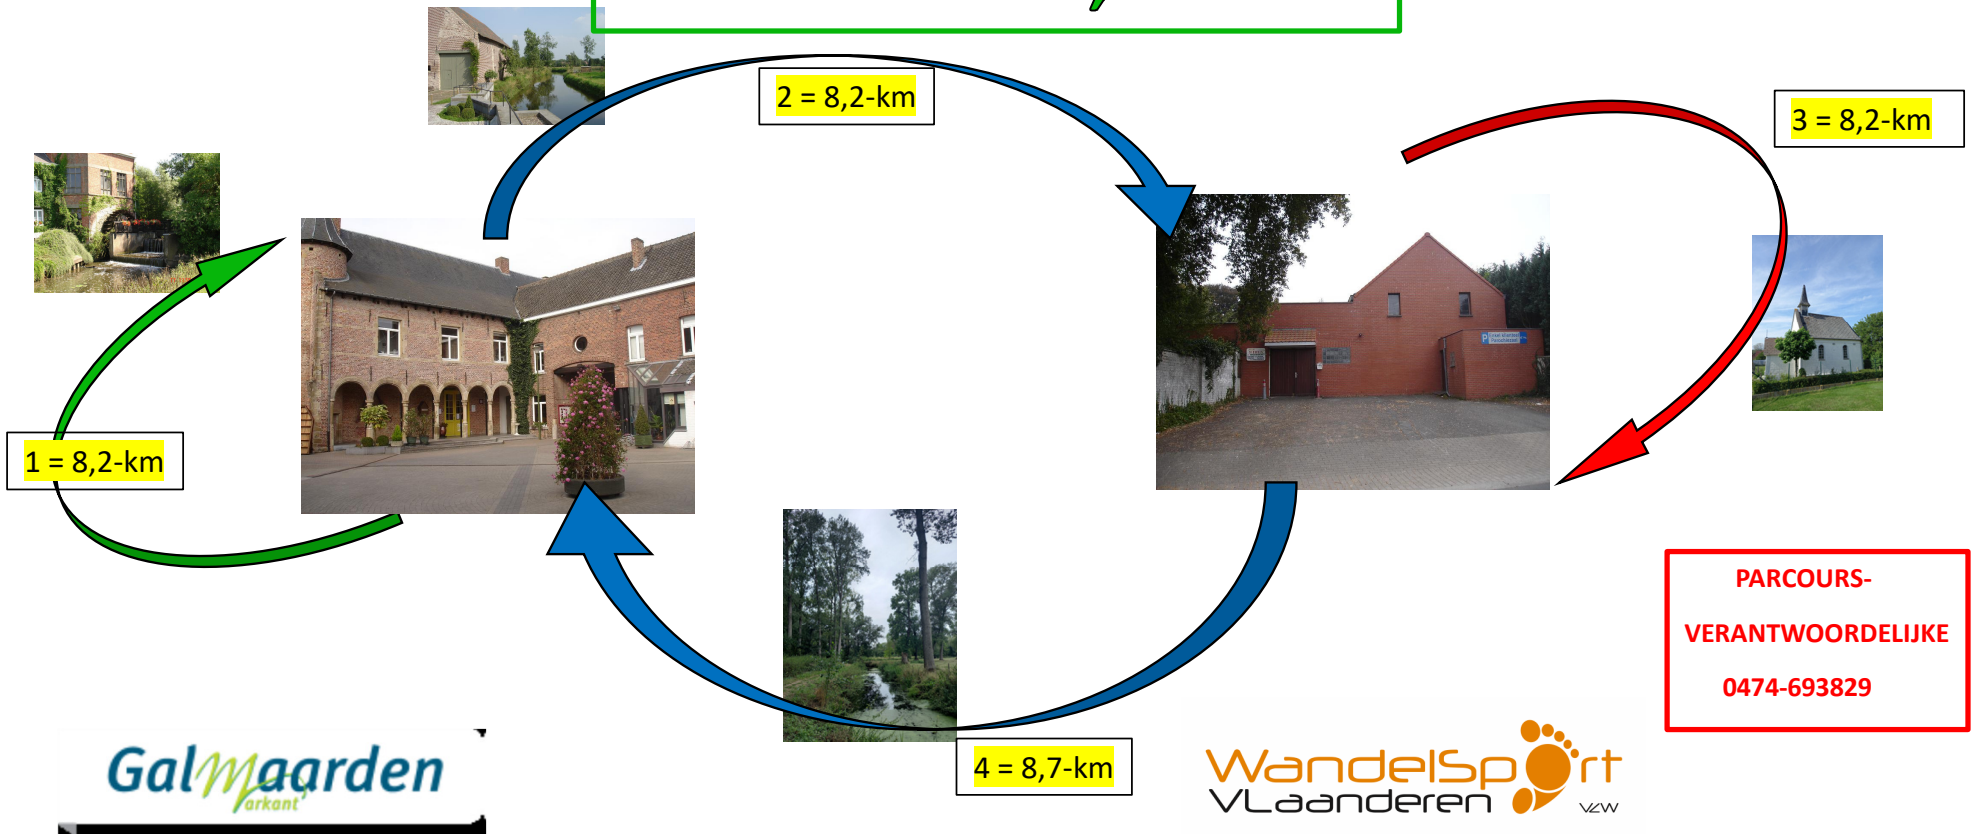 2 = 8,2-km
3 = 8,2-km
1 = 8,2-km
PARCOURS-
VERANTWOORDELIJKE
0474-693829
4 = 8,7-km
Galmaarden
arkant
WandelSport
VLaanderen vzw